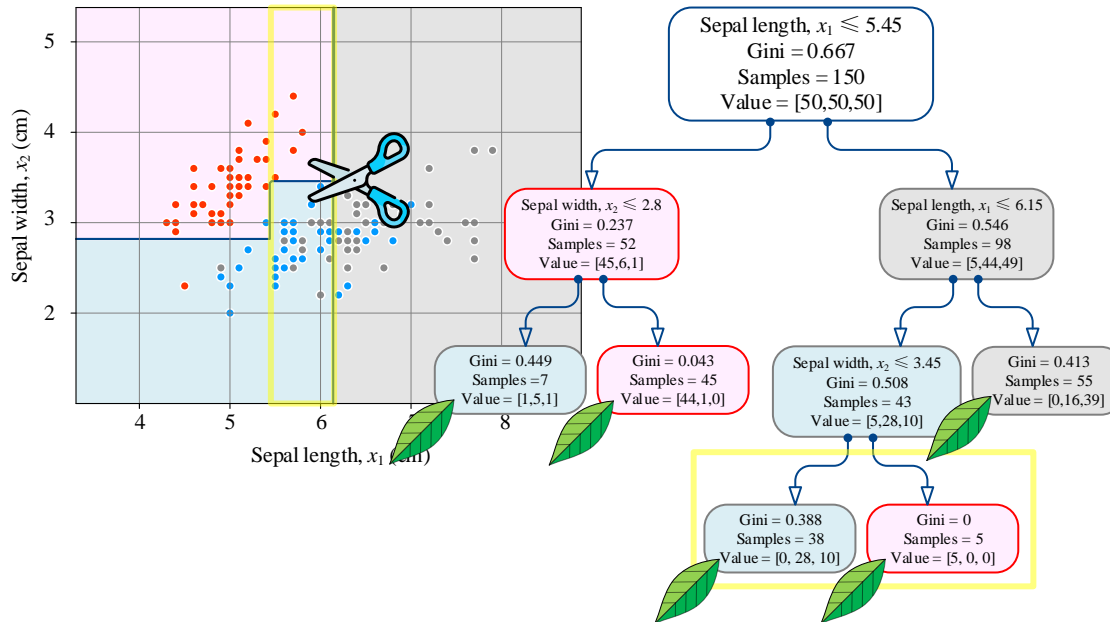 5
4
3
2
Sepal width, x₂ (cm)
4
5
6
8
Sepal length, x₁ (cm)
Sepal length, x₁ ≤ 5.45
Gini = 0.667
Samples = 150
Value = [50,50,50]
Sepal width, x₂ ≤ 2.8
Gini = 0.237
Samples = 52
Value = [45,6,1]
Sepal length, x₁ ≤ 6.15
Gini = 0.546
Samples = 98
Value = [5,44,49]
Gini = 0.449
Samples =7
Value = [1,5,1]
Gini = 0.043
Samples = 45
Value = [44,1,0]
Sepal width, x₂ ≤ 3.45
Gini = 0.508
Samples = 43
Value = [5,28,10]
Gini = 0.413
Samples = 55
Value = [0,16,39]
Gini = 0.388
Samples = 38
Value = [0, 28, 10]
Gini = 0
Samples = 5
Value = [5, 0, 0]